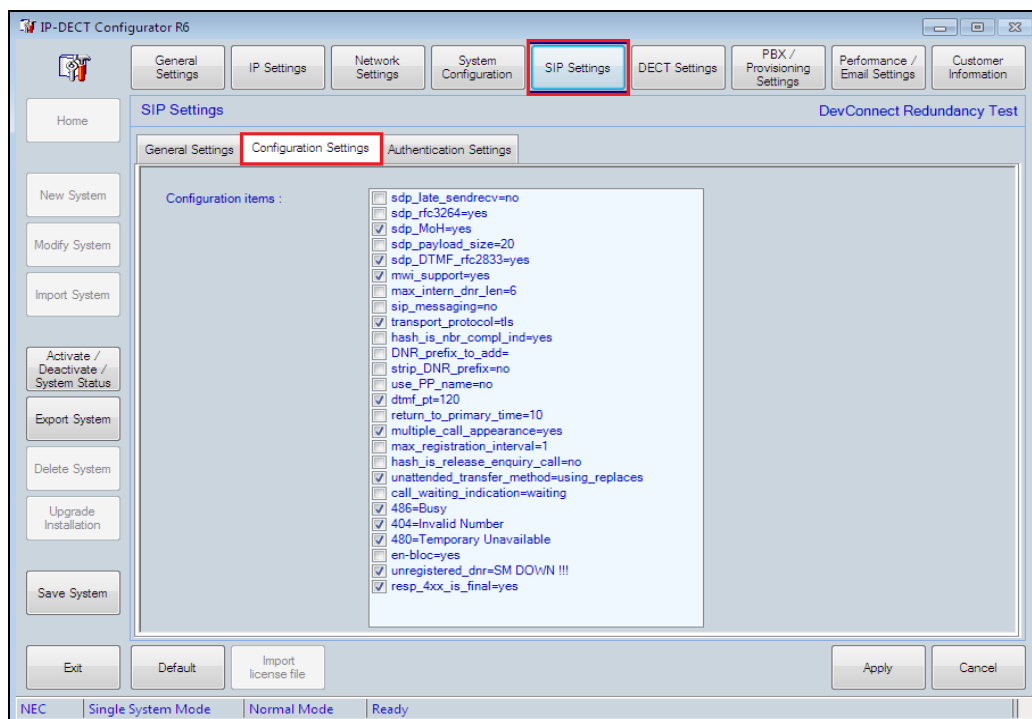 IP-DECT Configurator R6
General
Settings
IP Settings
Network
Settings
System
Configuration
SIP Settings
DECT Settings
PBX /
Provisioning
Settings
Perfomance /
Email Settings
Customer
Information
Home
SIP Settings
DevConnect Redundancy Test
General Settings
Configuration Settings
Authentication Settings
New System
Modify System
Import System
Activate /
Deactivate /
System Status
Export System
Delete System
Upgrade
Installation
Save System
Configuration items :
sdp_late_sendrecv=no
sdp_rfc3264=yes
sdp_MoH=yes
sdp_payload_size=20
sdp_DTMF_rfc2833=yes
mwi_support=yes
max_intern_dnr_len=6
sip_messaging=no
transport_protocol=tls
hash_is_nbr_compl_ind=yes
DNR_prefix_to_add=
strip_DNR_prefix=no
use_PP_name=no
dtmf_pt=120
return_to_primary_time=10
multiple_call_appearance=yes
max_registration_interval=1
hash_is_release_enquiry_call=no
unattended_transfer_method=using_replaces
call_waiting_indication=waiting
486=Busy
404=Invalid Number
480=Temporary Unavailable
en-bloc=yes
unregistered_dnr=SM DOWN !!!
resp_4xx_is_final=yes
Exit
Default
Import
license file
Apply
Cancel
NEC
Single System Mode
Normal Mode
Ready